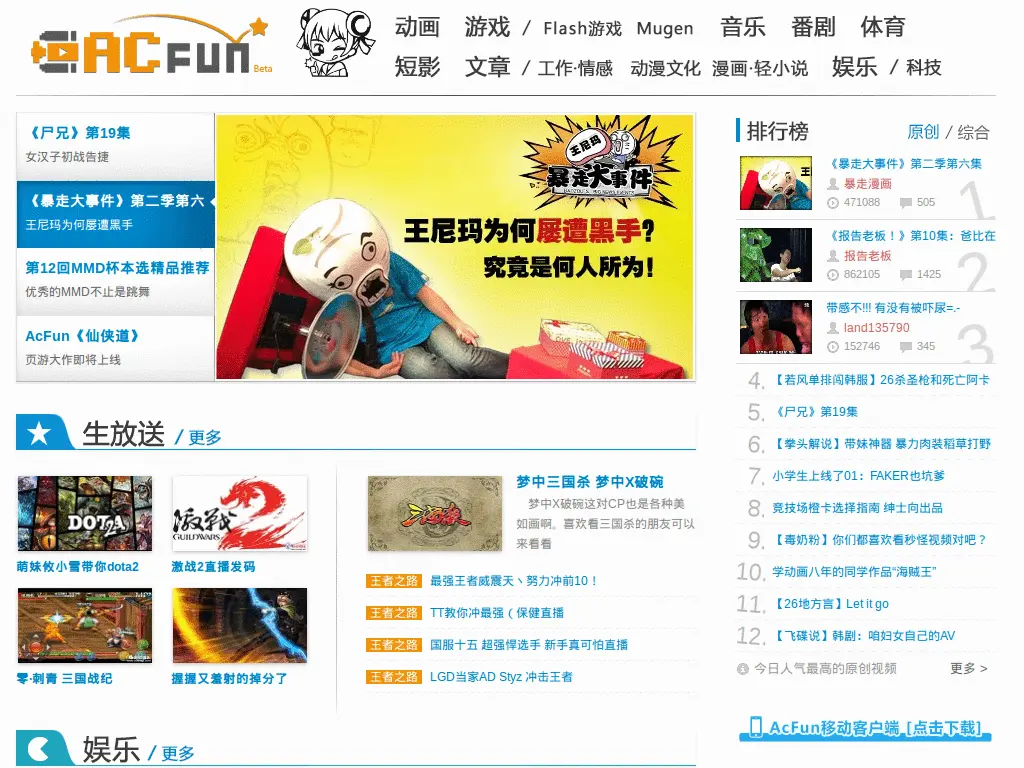 ACFUN Beta
动画 游戏 / Flash游戏 Mugen 音乐 番剧 体育
短影 文章 / 工作·情感 动漫文化 漫画·轻小说 娱乐 / 科技
《尸兄》第19集
女汉子初战告捷
《暴走大事件》第二季第六
王尼玛为何屡遭黑手
第12回MMD杯本选精品推荐
优秀的MMD不止是跳舞
AcFun《仙侠道》
页游大作即将上线
王尼玛
暴走大事件
BAOZOU'S BIG NEWS EVENTS
王尼玛为何屡遭黑手?
究竟是何人所为!
排行榜 原创 / 综合
《暴走大事件》第二季第六集
暴走漫画
471088 505
1
《报告老板！》第10集：爸比在
报告老板
862105 1425
2
带感不!!! 有没有被吓尿=.-
land135790
152746 345
3
4. 【若风单排闯韩服】26杀圣枪和死亡阿卡
5. 《尸兄》第19集
6. 【拳头解说】带妹神器 暴力肉装稻草打野
7. 小学生上线了01：FAKER也坑爹
8. 竞技场橙卡选择指南 绅士向出品
9. 【毒奶粉】你们都喜欢看秒怪视频对吧？
10. 学动画八年的同学作品“海贼王”
11. 【26地方言】Let it go
12. 【飞碟说】韩剧：咱妇女自己的AV
今日人气最高的原创视频 更多 >
AcFun移动客户端 [点击下载]
生放送 / 更多
DOTA2
萌妹攸小雪带你dota2
激战2
GUILD WARS
激战2直播发码
零·刺青 三国战纪
握握又羞射的掉分了
三国杀
梦中三国杀 梦中X破碗
梦中X破碗这对CP也是各种美
如画啊。喜欢看三国杀的朋友可以
来看看
王者之路 最强王者威震天丶努力冲前10！
王者之路 TT教你冲最强（保健直播
王者之路 国服十五 超强悍选手 新手真可怕直播
王者之路 LGD当家AD Styz 冲击王者
娱乐 / 更多